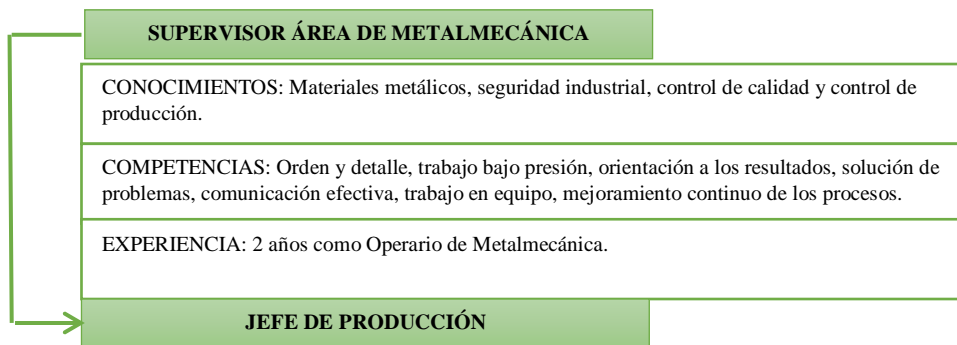 SUPERVISOR ÁREA DE METALMECÁNICA
CONOCIMIENTOS: Materiales metálicos, seguridad industrial, control de calidad y control de
producción.
COMPETENCIAS: Orden y detalle, trabajo bajo presión, orientación a los resultados, solución de
problemas, comunicación efectiva, trabajo en equipo, mejoramiento continuo de los procesos.
EXPERIENCIA: 2 años como Operario de Metalmecánica.
JEFE DE PRODUCCIÓN